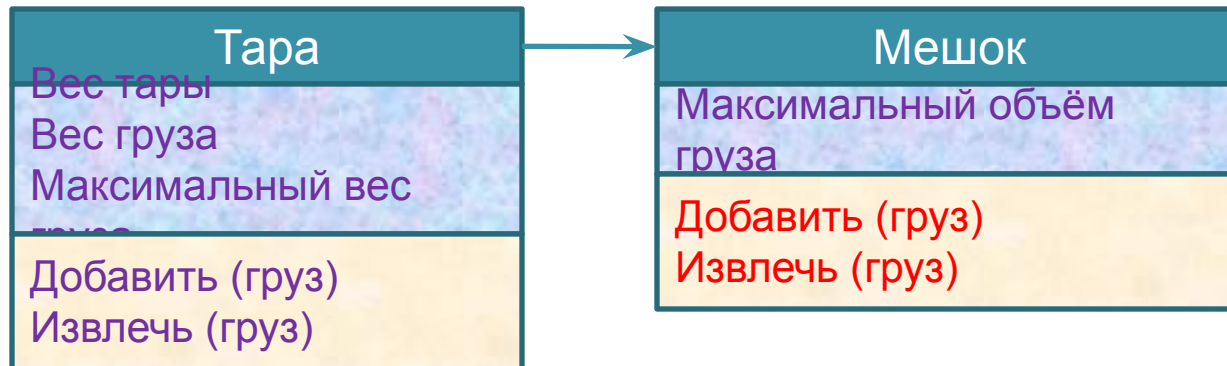 Тара
Вес тары
Вес груза
Максимальный вес
груза
Добавить (груз)
Извлечь (груз)
Мешок
Максимальный объём
груза
Добавить (груз)
Извлечь (груз)